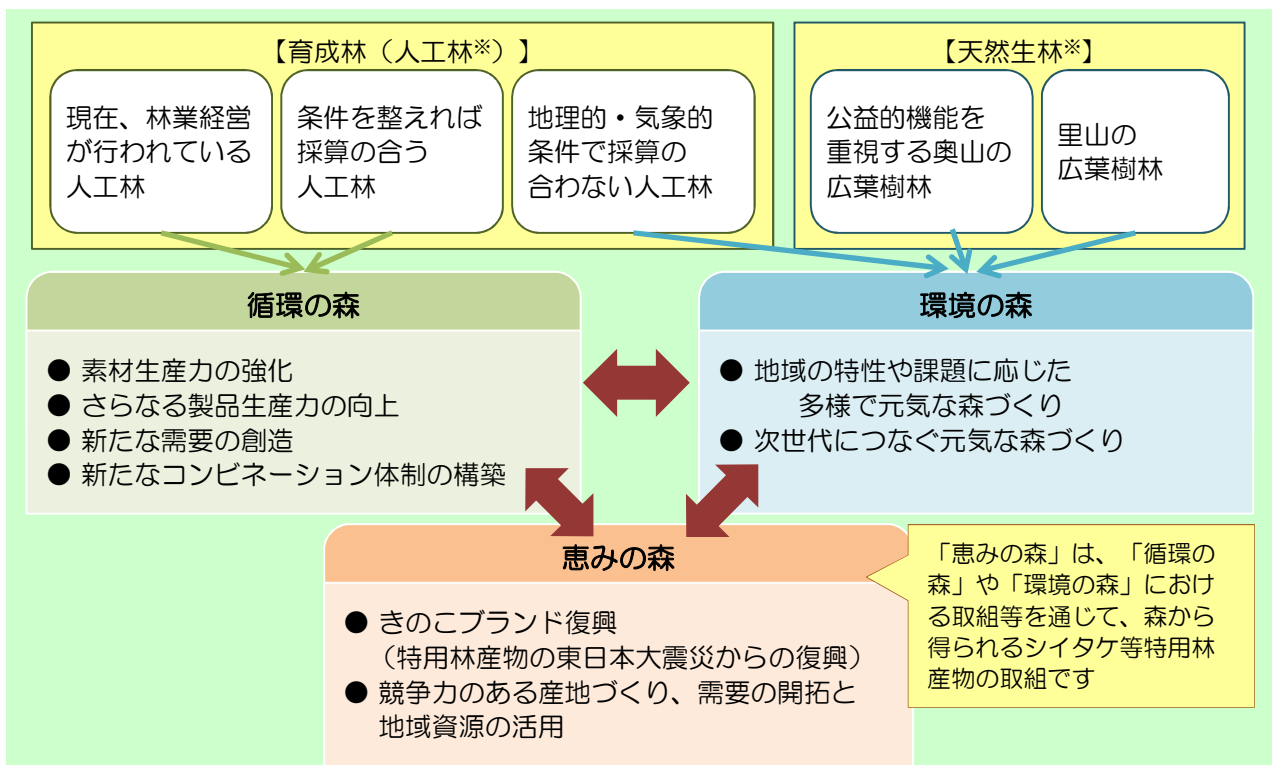 【育成林（人工林※）】
現在、林業経営
が行われている
人工林
条件を整えれば
採算の合う
人工林
地理的・気象的
条件で採算の
合わない人工林
【天然生林※】
公益的機能を
重視する奥山の
広葉樹林
里山の
広葉樹林
循環の森
● 素材生産力の強化
● さらなる製品生産力の向上
● 新たな需要の創造
● 新たなコンビネーション体制の構築
環境の森
● 地域の特性や課題に応じた
多様で元気な森づくり
● 次世代につなぐ元気な森づくり
恵みの森
● きのこブランド復興
（特用林産物の東日本大震災からの復興）
● 競争力のある産地づくり、需要の開拓と
地域資源の活用
「恵みの森」は、「循環の
森」や「環境の森」におけ
る取組等を通じて、森から
得られるシイタケ等特用林
産物の取組です